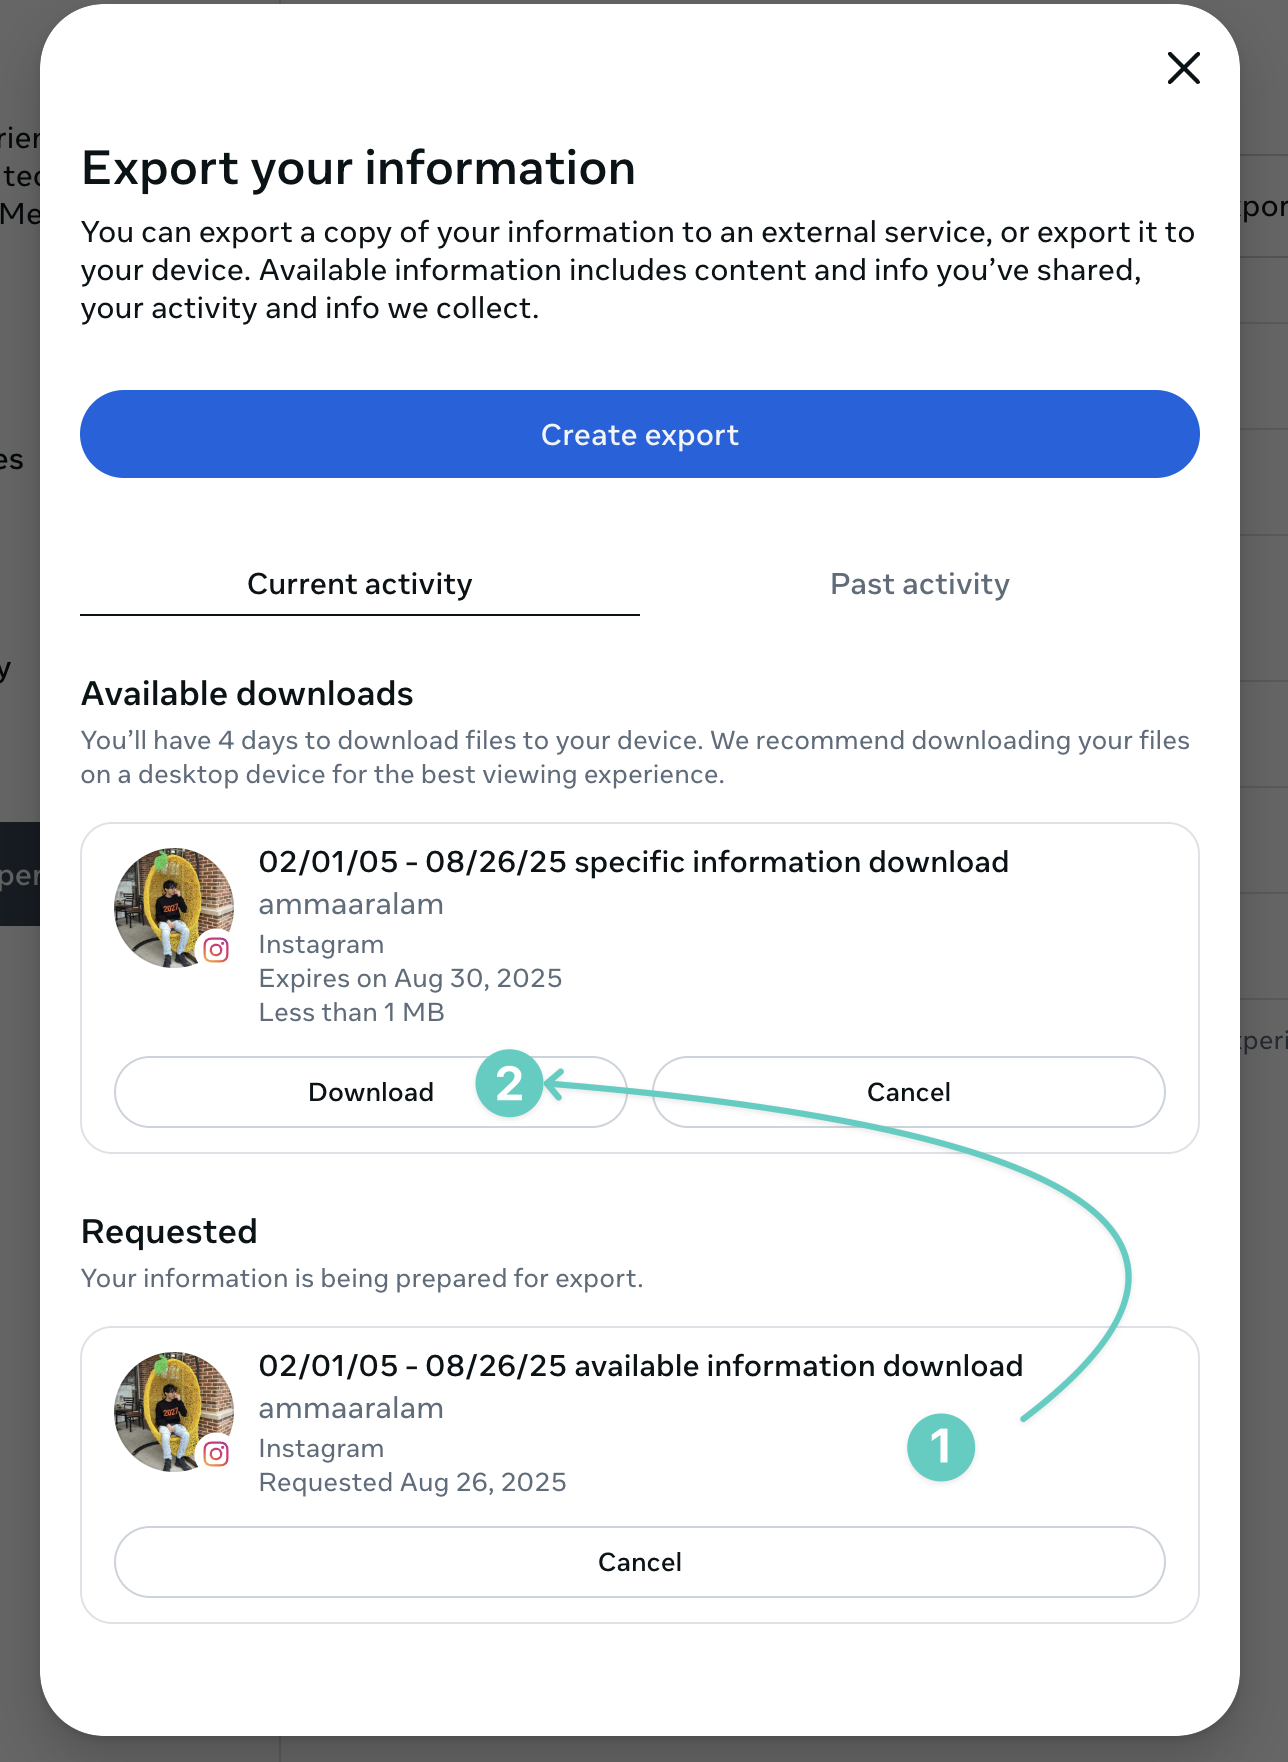 Export your information
You can export a copy of your information to an external service, or export it to
your device. Available information includes content and info you’ve shared,
your activity and info we collect.
Create export
Current activity
Past activity
Available downloads
You’ll have 4 days to download files to your device. We recommend downloading your files
on a desktop device for the best viewing experience.
02/01/05 - 08/26/25 specific information download
ammaaralam
2027
Instagram
Expires on Aug 30, 2025
Less than 1 MB
Download
2
Cancel
Requested
Your information is being prepared for export.
02/01/05 - 08/26/25 available information download
ammaaralam
2027
Instagram
1
Requested Aug 26, 2025
Cancel